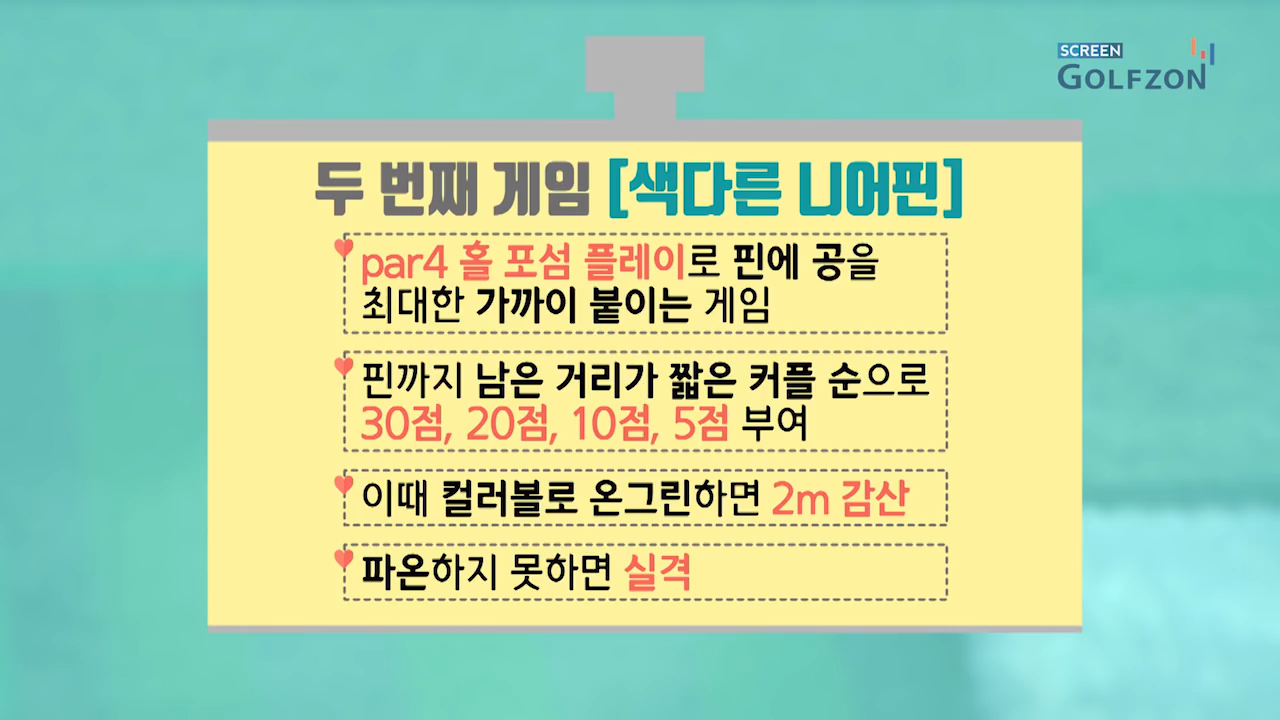 SCREEN
GOLFZON
두 번째 게임 [색다른 니어핀]
par4 홀 포섬 플레이로 핀에 공을
최대한 가까이 붙이는 게임
핀까지 남은 거리가 짧은 커플 순으로
30점, 20점, 10점, 5점 부여
이때 컬러볼로 온그린하면 2m 감산
파온하지 못하면 실격